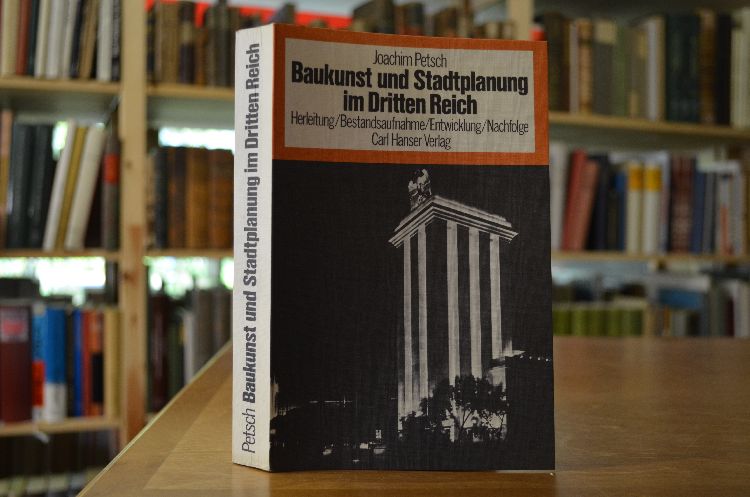 Joachim Petsch
Baukunst und Stadtplanung
im Dritten Reich
Herleitung/Bestandsaufnahme/Entwicklung/Nachfolge
Carl Hanser Verlag
Petsch Baukunst und Stadtplanung im Dritten Reich